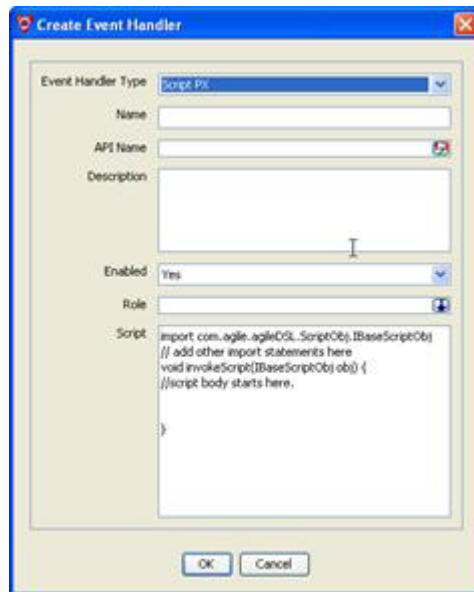 Create Event Handler
Event Handler Type Script PX
Name
API Name
Description
Enabled Yes
Role
Script import com.agile.agileDSL.ScriptObj.IBaseScriptObj
// add other import statements here
void invokeScript(IBaseScriptObj obj) {
//script body starts here.
}
OK Cancel